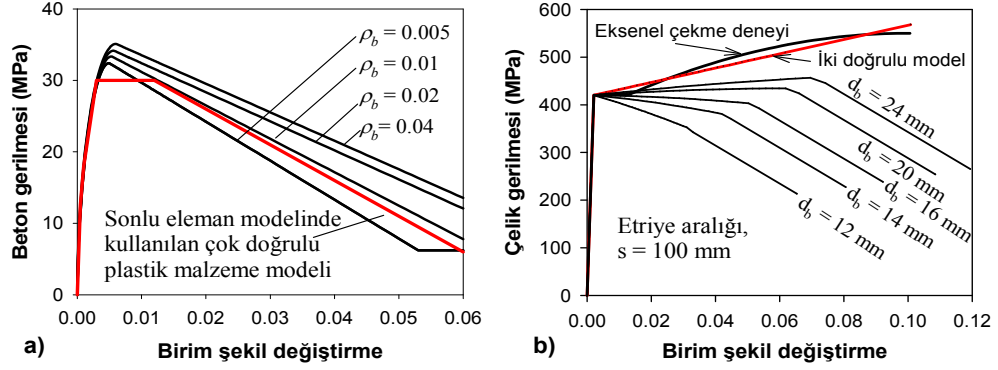 40
30
20
10
0
0.00 0.01 0.02 0.03 0.04 0.05 0.06
Beton gerilmesi (MPa)
Birim şekil değiştirme
a)
ρb = 0.005
ρb = 0.01
ρb = 0.02
ρb = 0.04
Sonlu eleman modelinde
kullanılan çok doğrulu
plastik malzeme modeli
600
500
400
300
200
100
0
0.00 0.02 0.04 0.06 0.08 0.10 0.12
Çelik gerilmesi (MPa)
Birim şekil değiştirme
b)
Eksenel çekme deneyi
İki doğrulu model
db = 24 mm
db = 20 mm
db = 16 mm
db = 14 mm
db = 12 mm
Etriye aralığı,
s = 100 mm